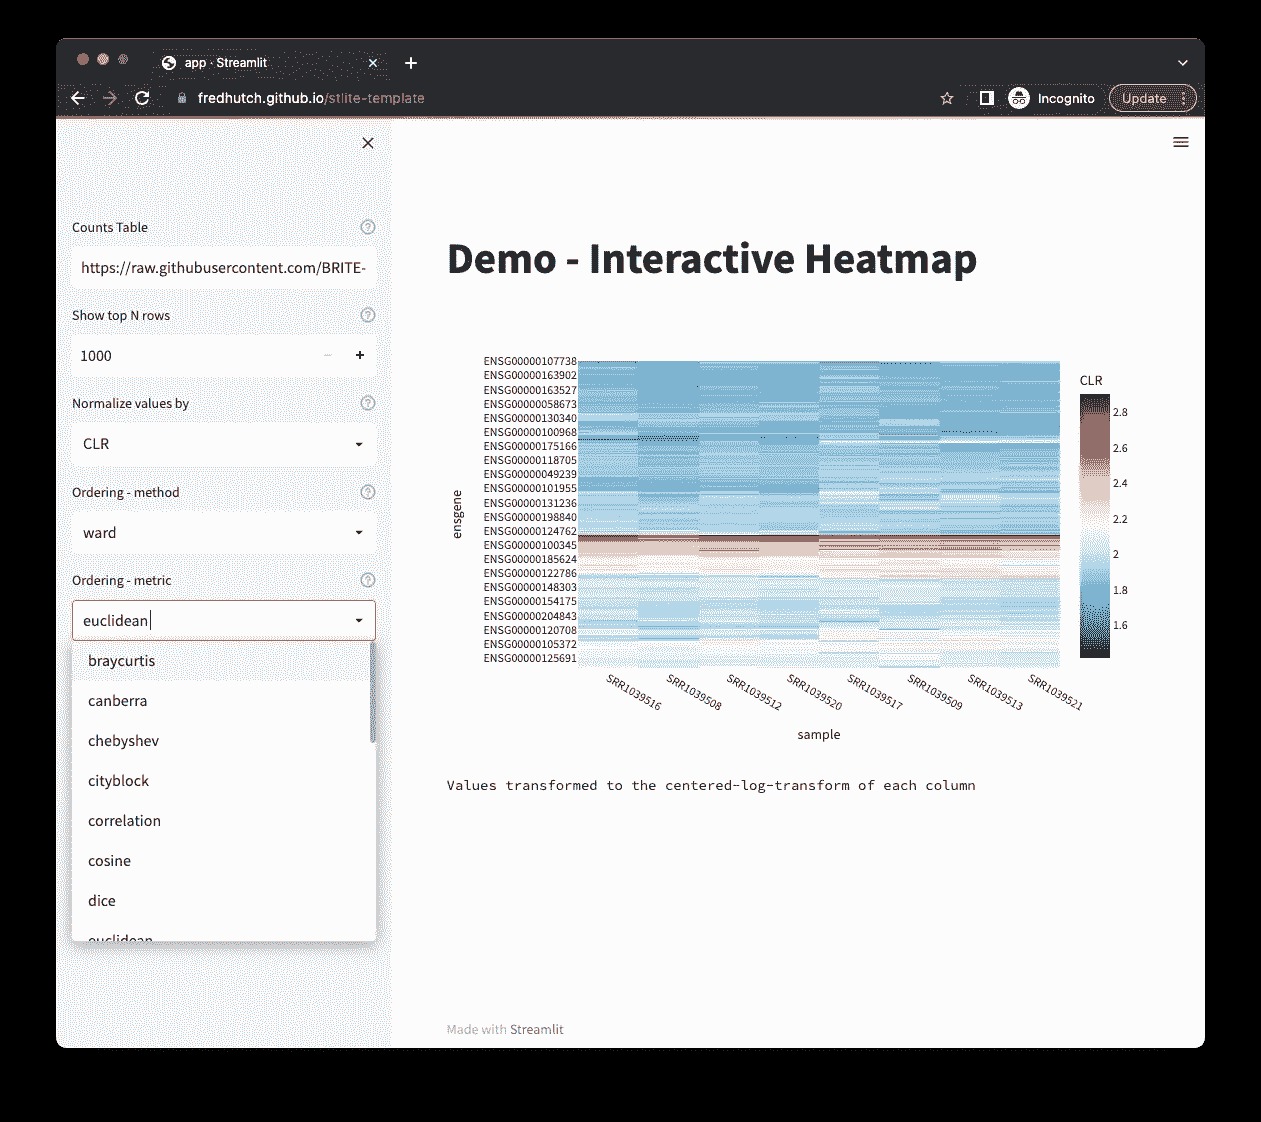 app · Streamlit
fredhutch.github.io/stlite-template
Incognito
Update
Counts Table
https://raw.githubusercontent.com/BRITE-
Show top N rows
1000
Normalize values by
CLR
Ordering - method
ward
Ordering - metric
euclidean
braycurtis
canberra
chebyshev
cityblock
correlation
cosine
dice
euclidean
Demo - Interactive Heatmap
ensgene
ENSG00000107738
ENSG00000163902
ENSG00000163527
ENSG00000058673
ENSG00000130340
ENSG00000100968
ENSG00000175166
ENSG00000118705
ENSG00000049239
ENSG00000101955
ENSG00000131236
ENSG00000198840
ENSG00000124762
ENSG00000100345
ENSG00000185624
ENSG00000122786
ENSG00000148303
ENSG00000154175
ENSG00000204843
ENSG00000120708
ENSG00000105372
ENSG00000125691
SRR1039516
SRR1039508
SRR1039512
SRR1039520
SRR1039517
SRR1039509
SRR1039513
SRR1039521
sample
CLR
2.8
2.6
2.4
2.2
2
1.8
1.6
Values transformed to the centered-log-transform of each column
Made with Streamlit